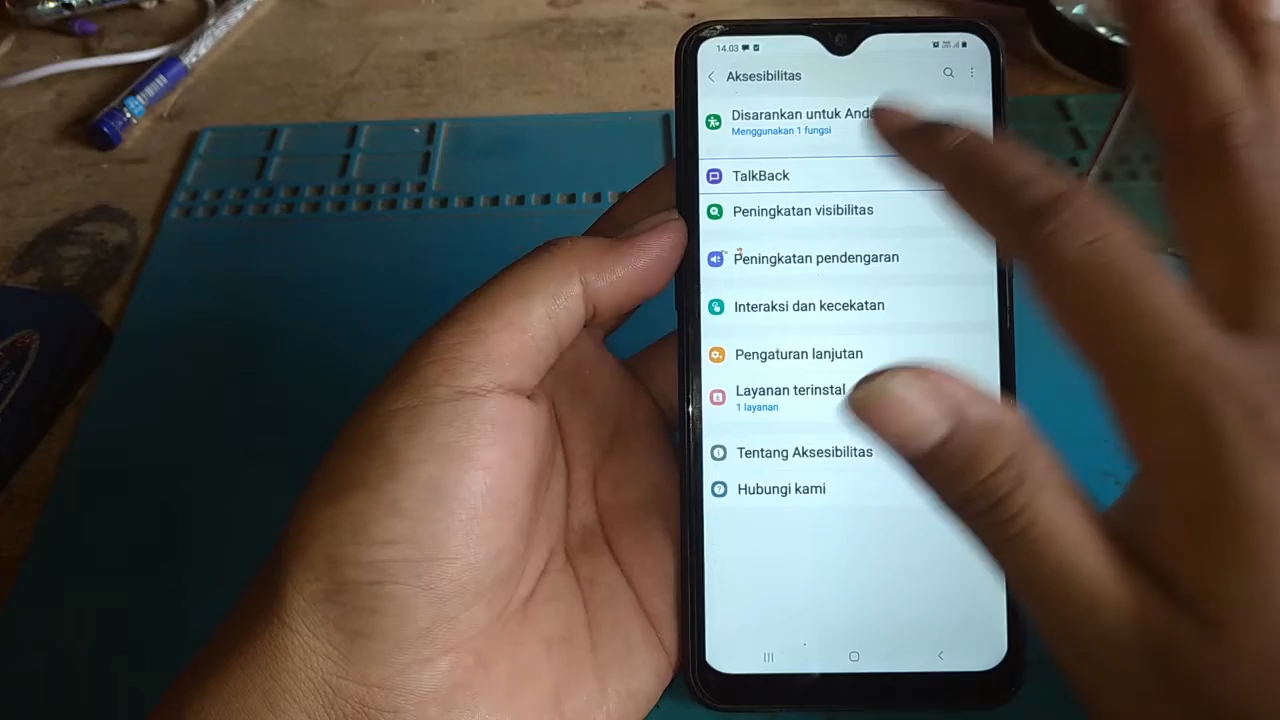 14.03
Aksesibilitas
Disarankan untuk Anda
Menggunakan 1 fungsi
TalkBack
Peningkatan visibilitas
Peningkatan pendengaran
Interaksi dan kecekatan
Pengaturan lanjutan
Layanan terinstal
1 layanan
Tentang Aksesibilitas
Hubungi kami